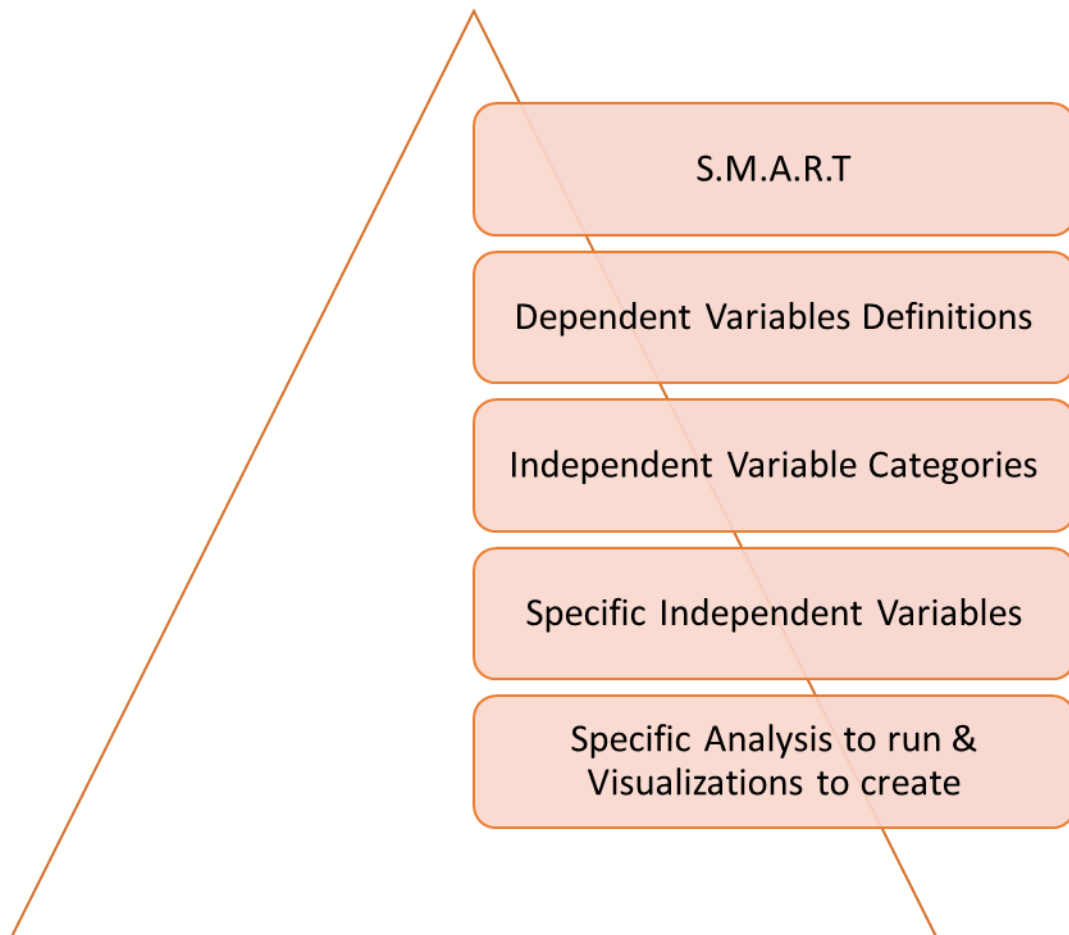 S.M.A.R.T
Dependent Variables Definitions
Independent Variable Categories
Specific Independent Variables
Specific Analysis to run &
Visualizations to create